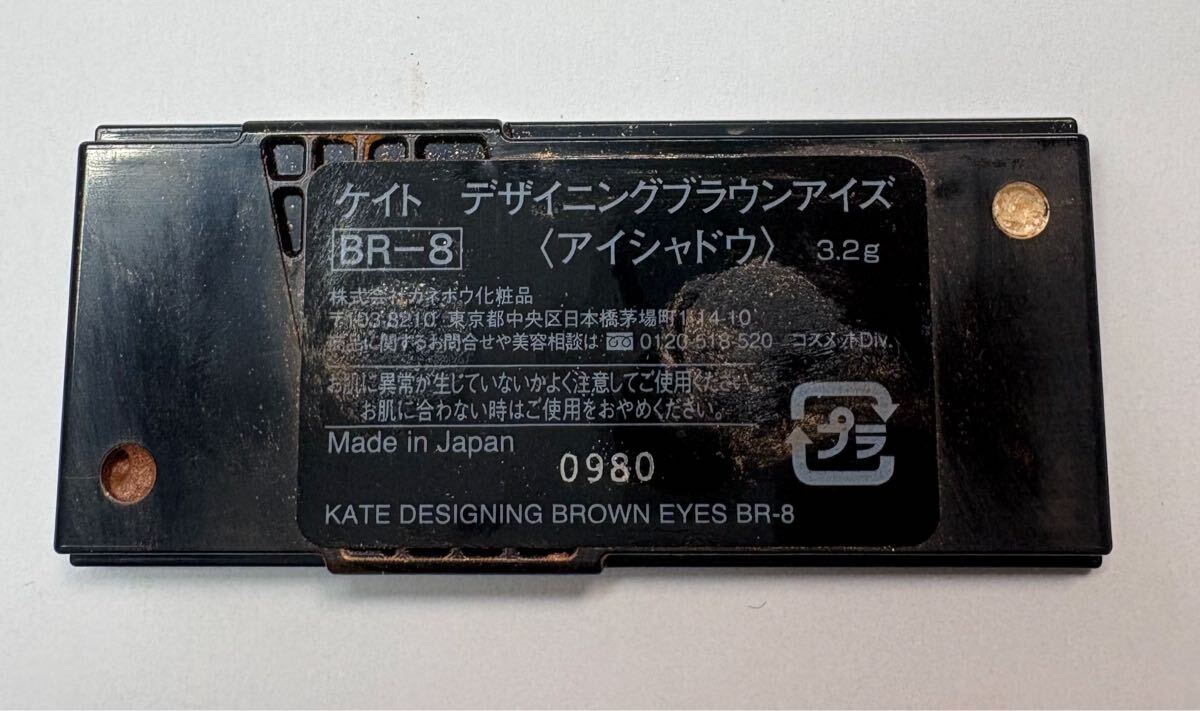 ケイト デザイニングブラウンアイズ
BR-8 〈アイシャドウ〉 3.2g
株式会社カネボウ化粧品
〒103-8210 東京都中央区日本橋茅場町1-14-10
商品に関するお問合せや美容相談は 0120-518-520 コスメットDiv.
お肌に異常が生じていないかよく注意してご使用ください。
お肌に合わない時はご使用をおやめください。
プラ
Made in Japan
0980
KATE DESIGNING BROWN EYES BR-8